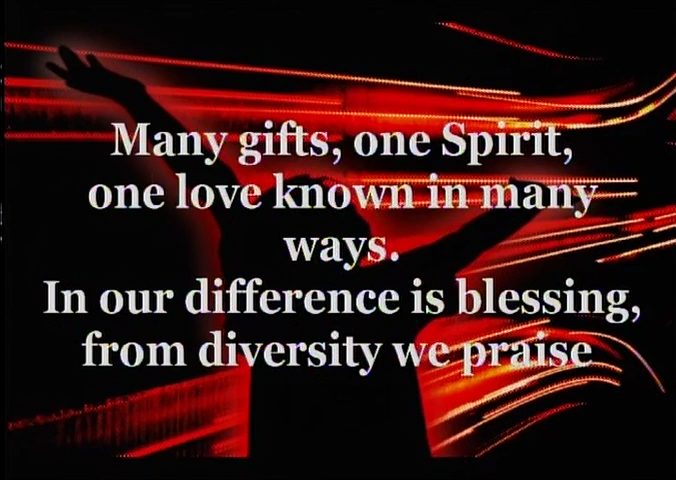 Many gifts, one Spirit,
one love known in many
ways.
In our difference is blessing,
from diversity we praise